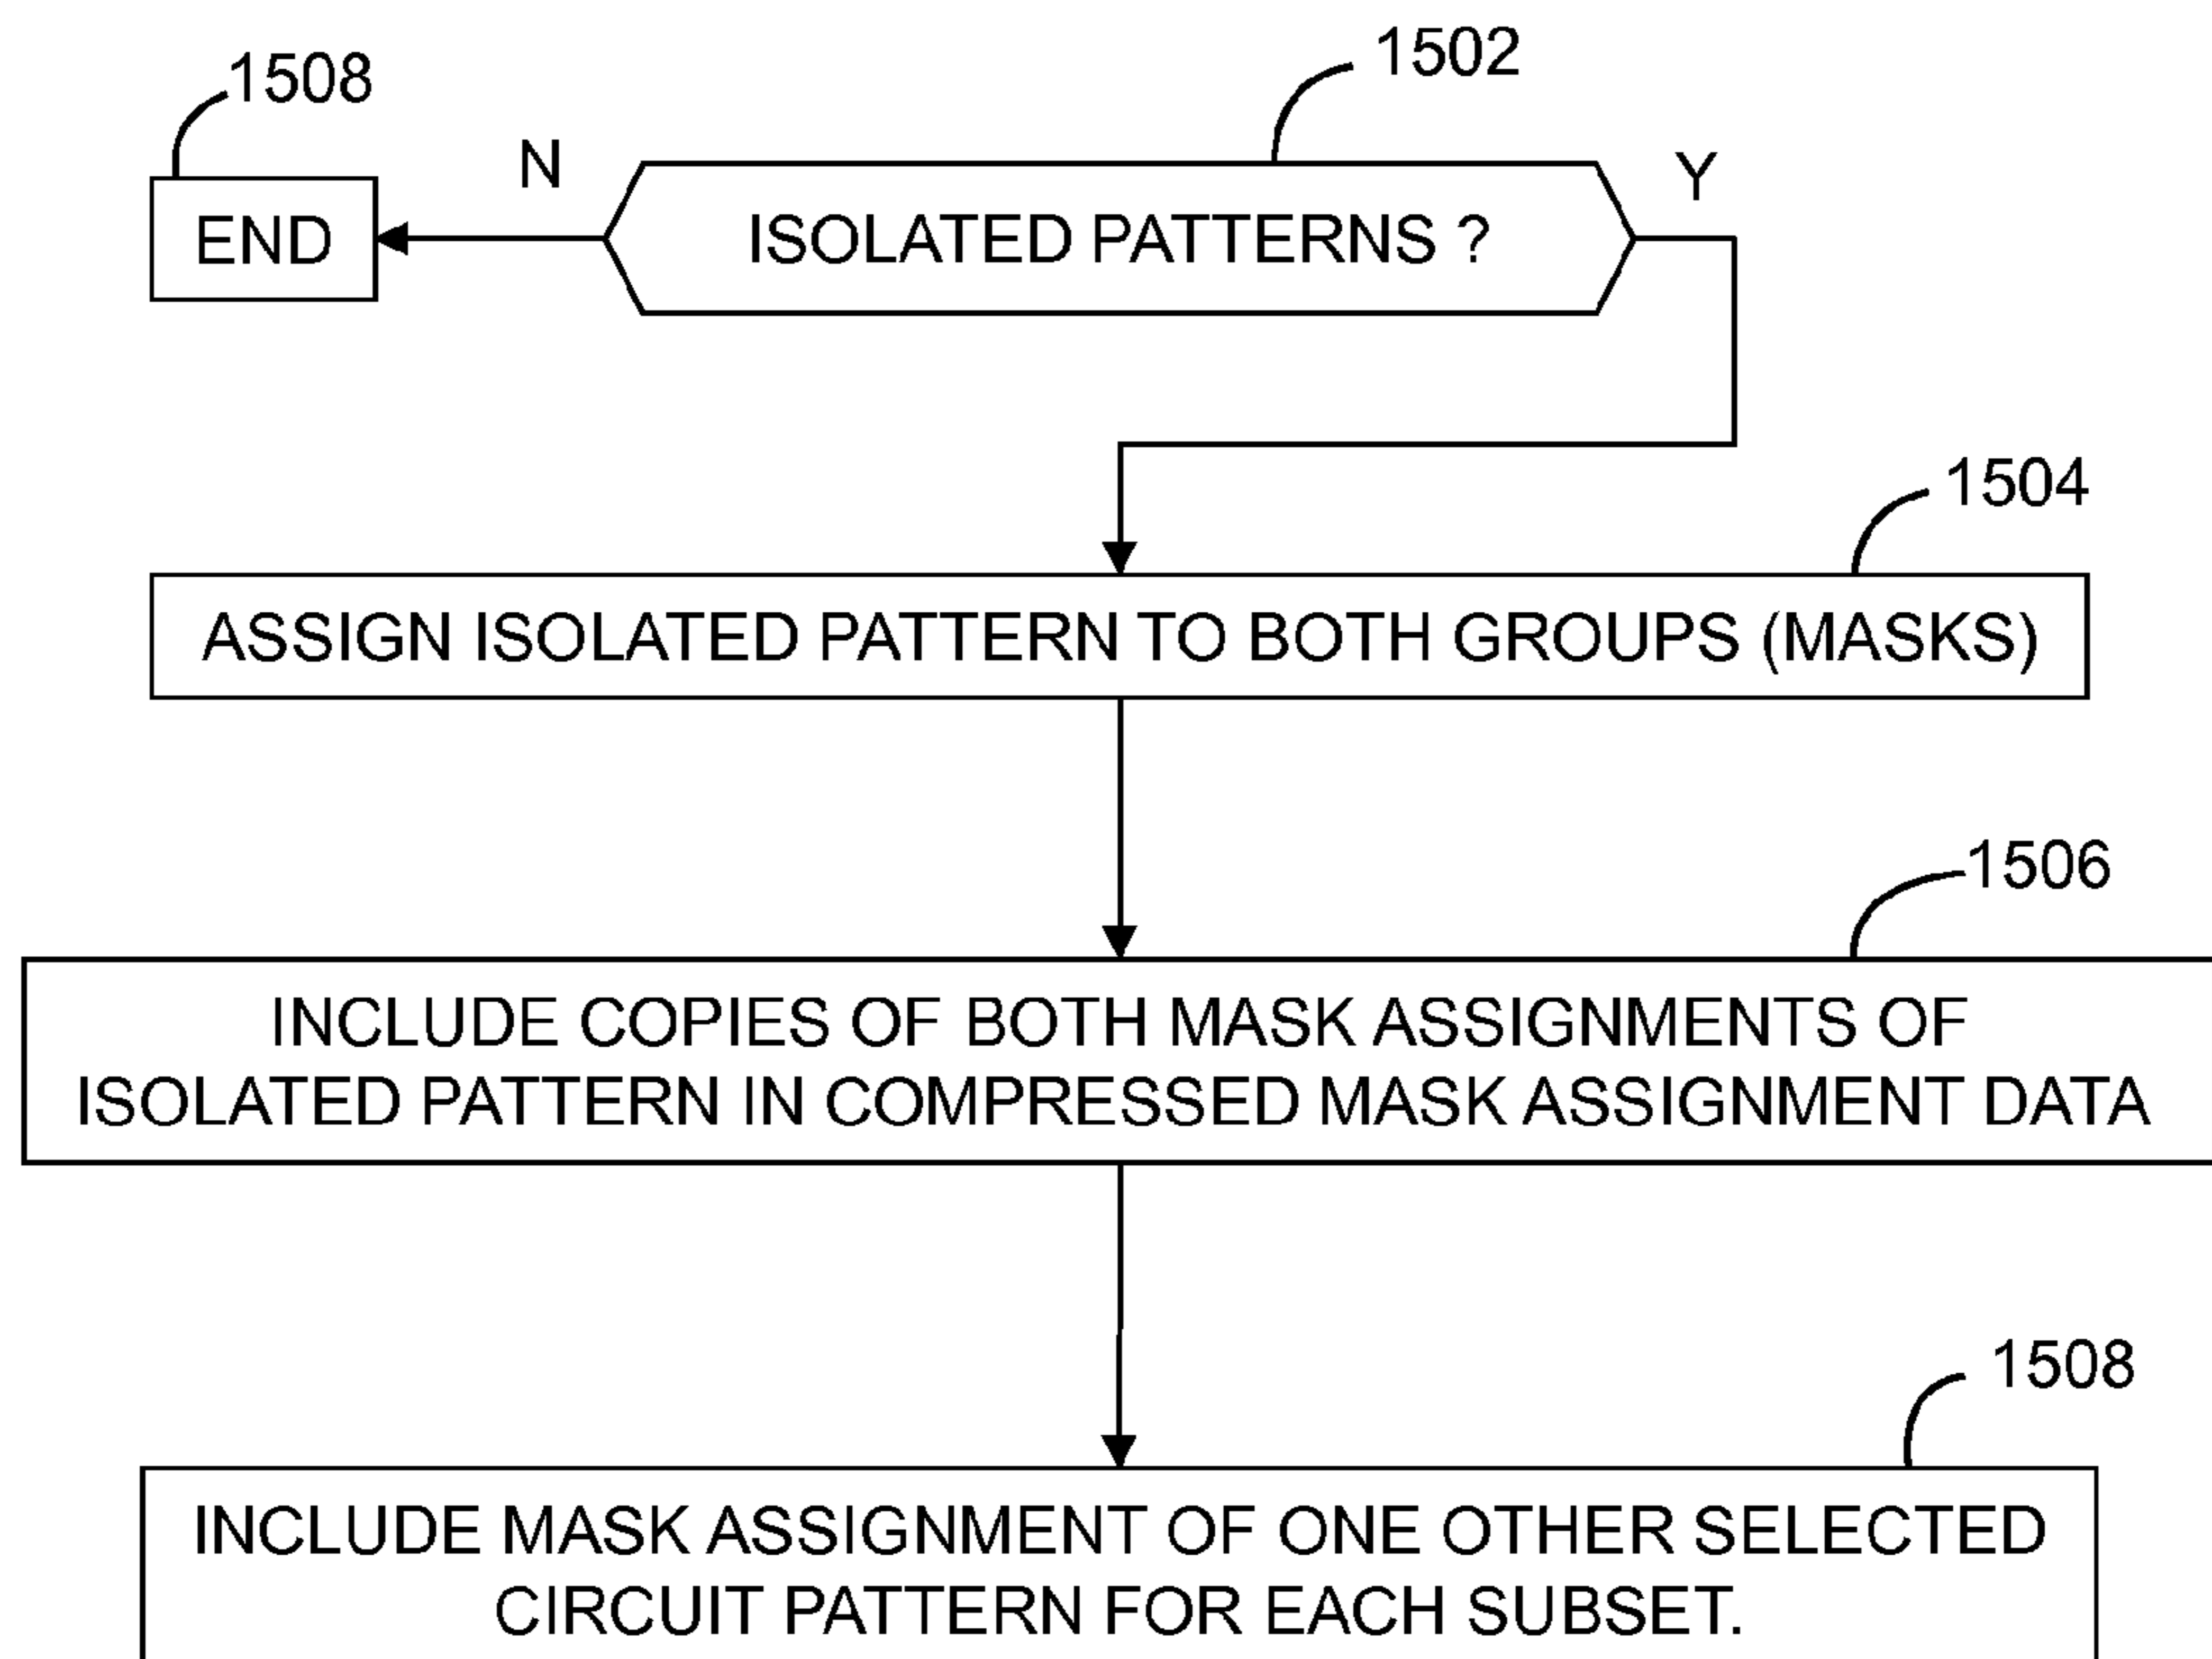 1502
1508
N
Y
END
ISOLATED PATTERNS ?
1504
ASSIGN ISOLATED PATTERN TO BOTH GROUPS (MASKS)
1506
INCLUDE COPIES OF BOTH MASK ASSIGNMENTS OF
ISOLATED PATTERN IN COMPRESSED MASK ASSIGNMENT DATA
1508
INCLUDE MASK ASSIGNMENT OF ONE OTHER SELECTED
CIRCUIT PATTERN FOR EACH SUBSET.